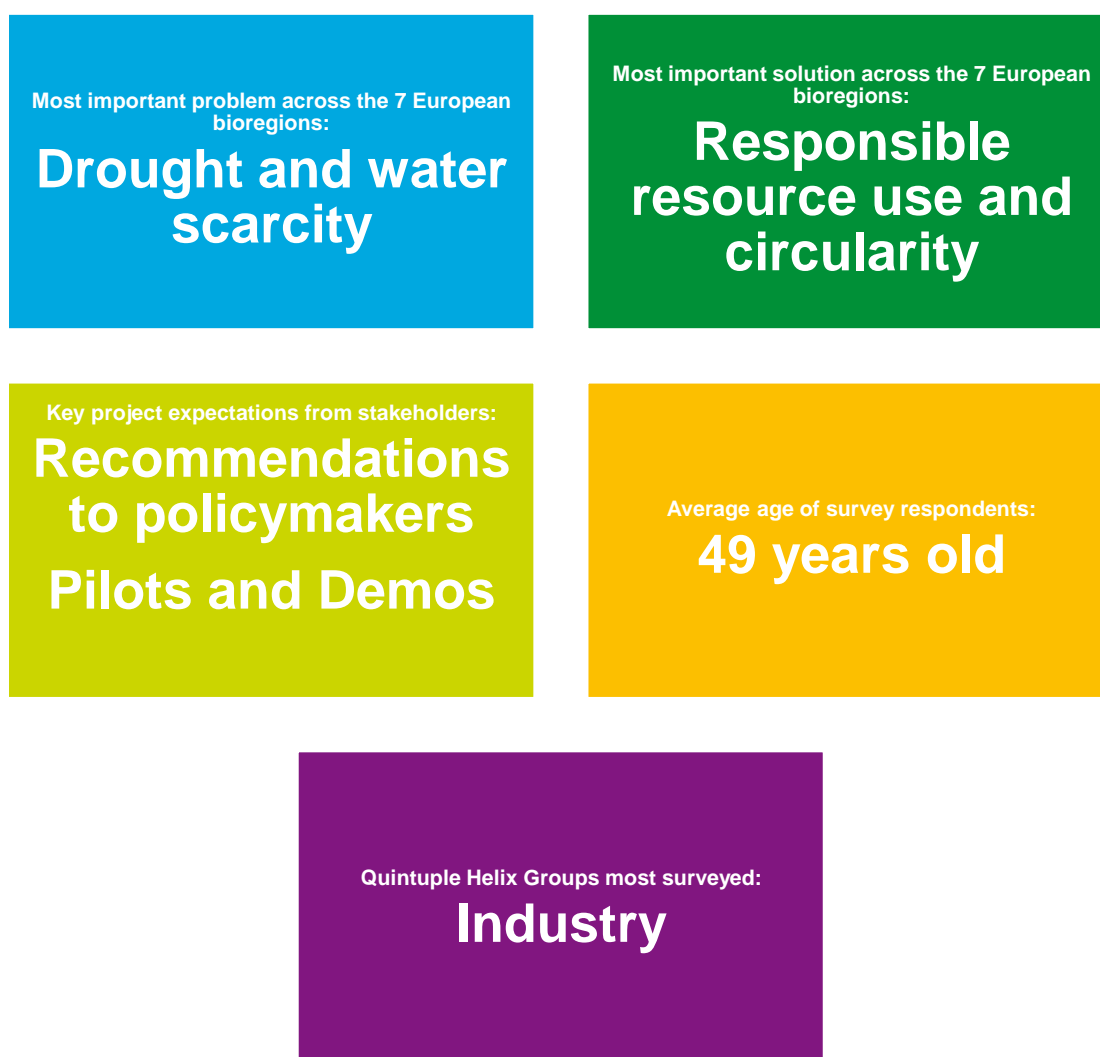 Most important problem across the 7 European
bioregions:
Drought and water
scarcity
Most important solution across the 7 European
bioregions:
Responsible
resource use and
circularity
Key project expectations from stakeholders:
Recommendations
to policymakers
Pilots and Demos
Average age of survey respondents:
49 years old
Quintuple Helix Groups most surveyed:
Industry